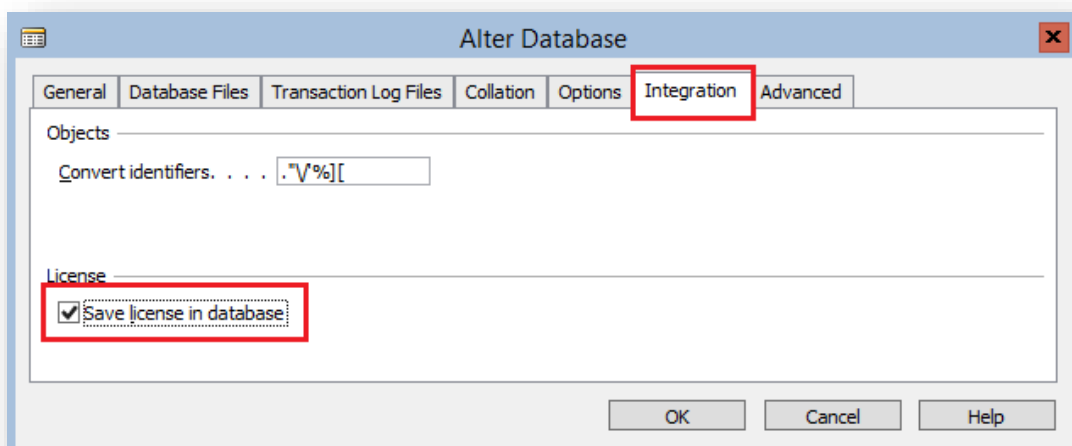 Alter Database
General Database Files Transaction Log Files Collation Options Integration Advanced
Objects
Convert identifiers. . . . ."\/'%][
License
Save license in database
OK Cancel Help